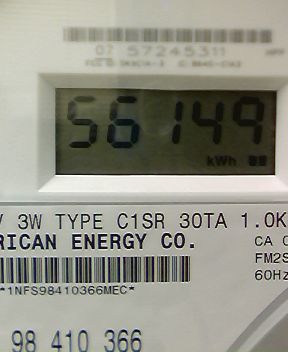 07 57245311
56149
kWh
V 3W TYPE C1SR 30TA 1.0K
RICAN ENERGY CO.
CA 0
FM2S
60Hz
*1NFS98410366MEC*
98 410 366